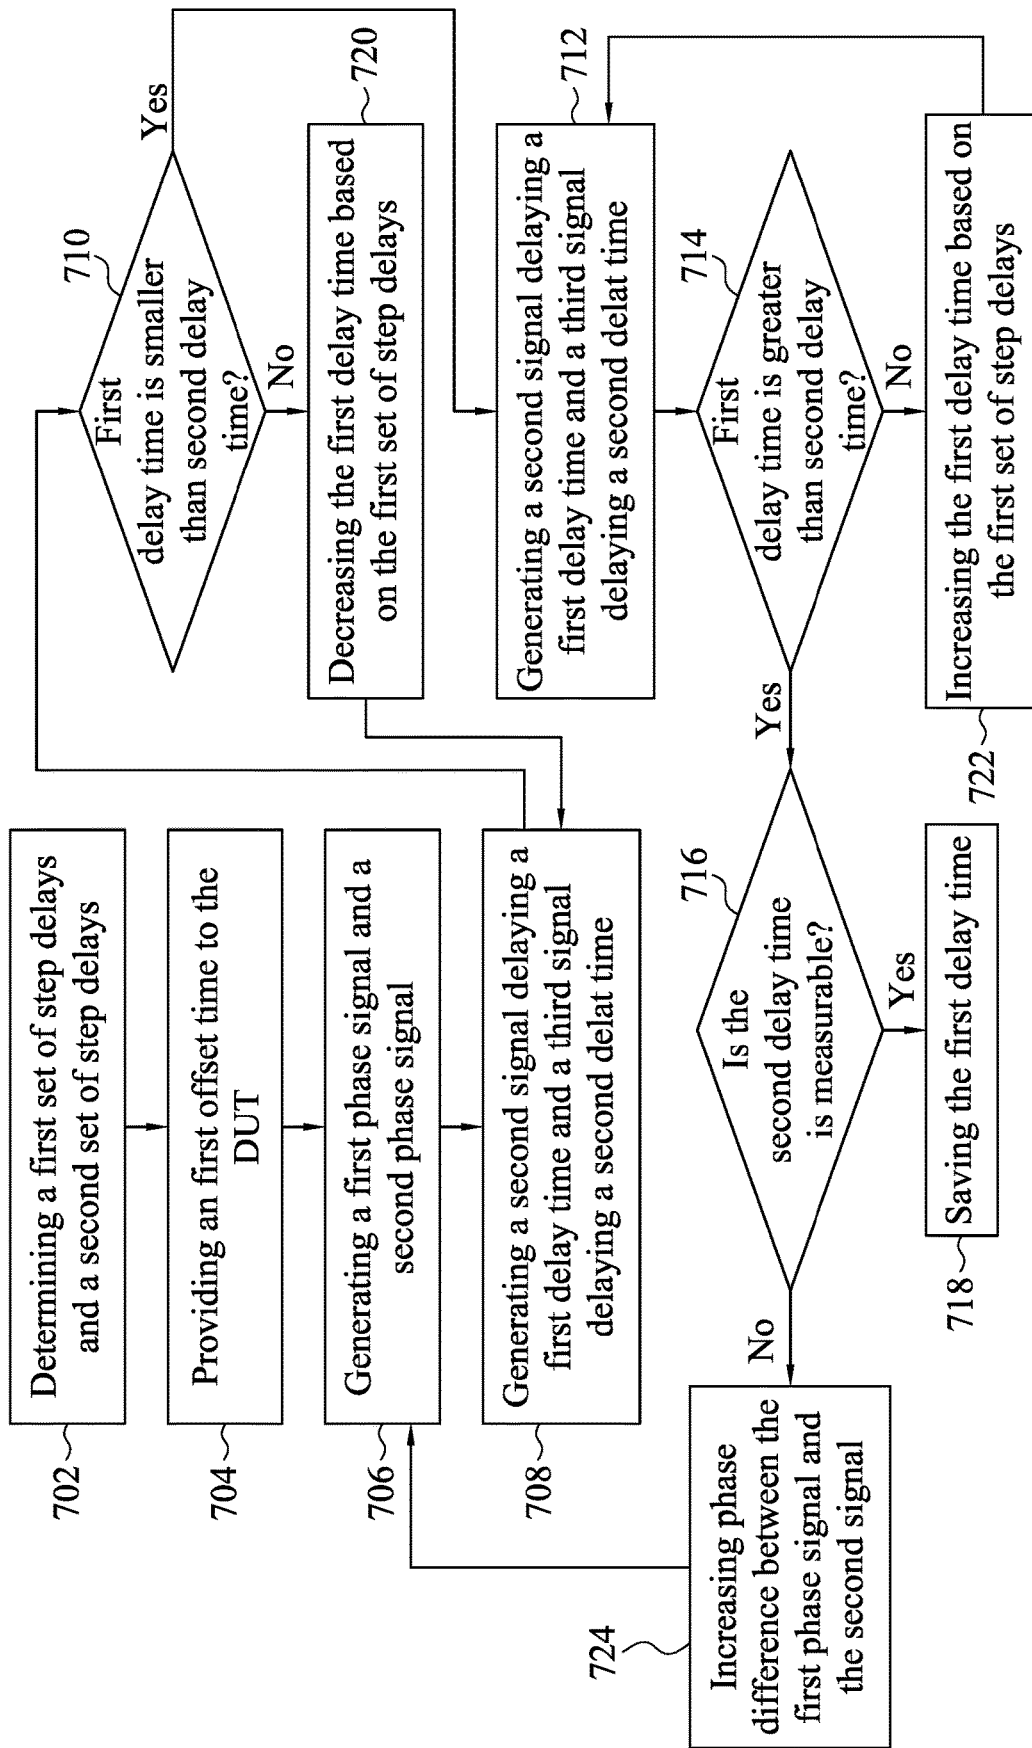 702
Determining a first set of step delays
and a second set of step delays
704
Providing an first offset time to the
DUT
706
Generating a first phase signal and a
second phase signal
708
Generating a second signal delaying a
first delay time and a third signal
delaying a second delat time
710
First
delay time is smaller
than second delay
time?
Yes
No
720
Decreasing the first delay time based
on the first set of step delays
712
Generating a second signal delaying a
first delay time and a third signal
delaying a second delat time
714
First
delay time is greater
than second delay
time?
Yes
No
722
Increasing the first delay time based on
the first set of step delays
716
Is the
second delay time
is measurable?
Yes
No
718
Saving the first delay time
724
Increasing phase
difference between the
first phase signal and
the second signal